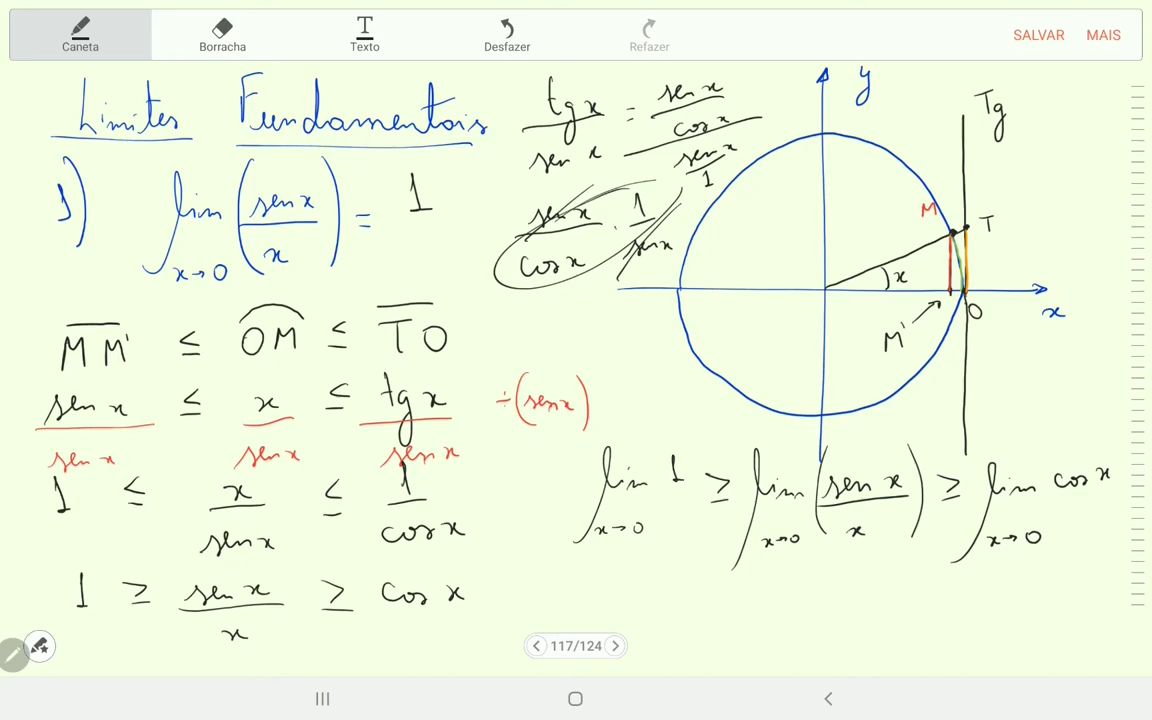 Caneta Borracha Texto Desfazer Refazer SALVAR MAIS
Limites Fundamentais
1) lim x→0 (sen x / x) = 1
tg x / sen x = (sen x / cos x) / (sen x / 1)
sen x / cos x · 1 / sen x
y
Tg
M
T
x
O
x
M'
MM' ≤ OM ≤ TO
sen x ≤ x ≤ tg x ÷(sen x)
sen x sen x sen x
1 ≤ x / sen x ≤ 1 / cos x
lim x→0 1 ≥ lim x→0 (sen x / x) ≥ lim x→0 cos x
1 ≥ sen x / x ≥ cos x
117/124